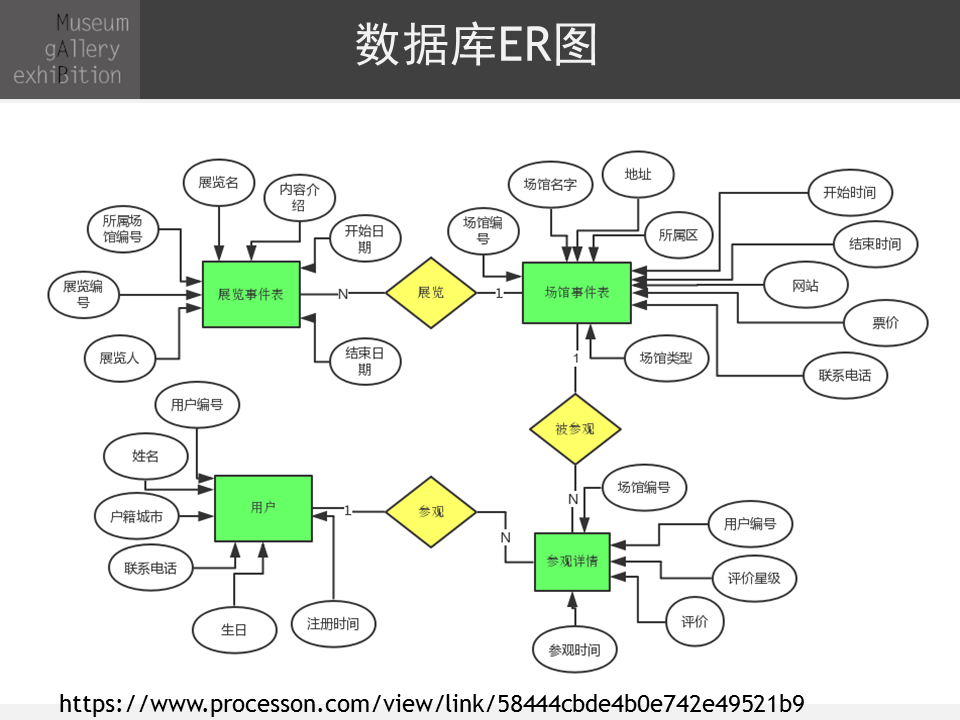 Museum
gAllery
exhiBition
数据库ER图
展览名
内容介
绍
所属场
馆编号
开始日
期
展览编
号
展览事件表
展览人
结束日
期
N
展览
1
场馆编
号
场馆名字
地址
所属区
开始时间
结束时间
网站
票价
联系电话
场馆事件表
场馆类型
1
被参观
N
用户编号
姓名
户籍城市
联系电话
生日
注册时间
用户
1
参观
N
场馆编号
用户编号
评价星级
评价
参观时间
参观详情
https://www.processon.com/view/link/58444cbde4b0e742e49521b9